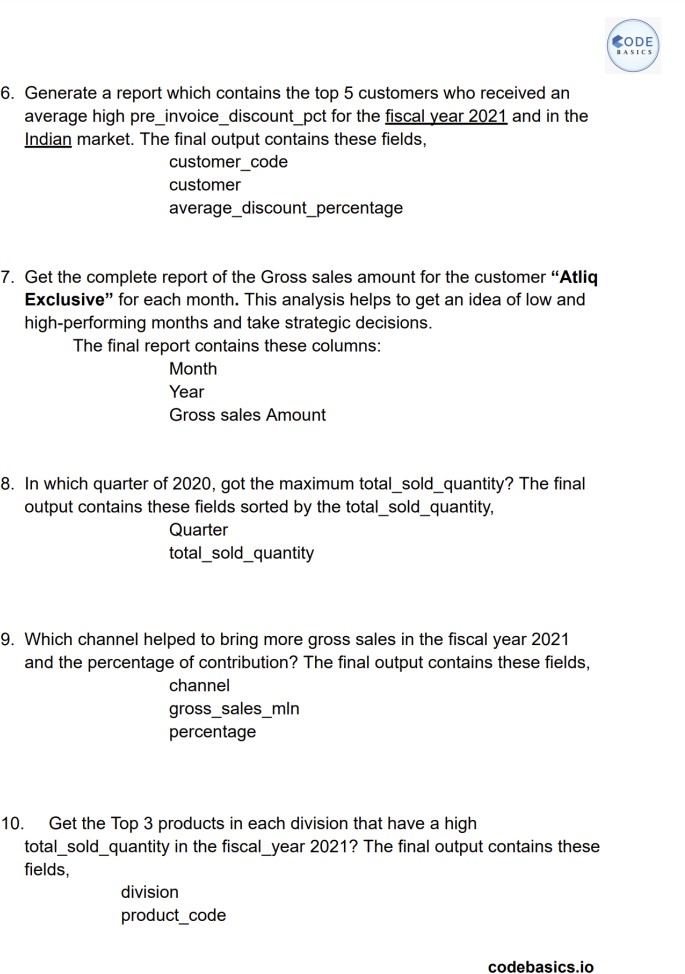 CODE
BASICS
6. Generate a report which contains the top 5 customers who received an
average high pre_invoice_discount_pct for the fiscal year 2021 and in the
Indian market. The final output contains these fields,
customer_code
customer
average_discount_percentage
7. Get the complete report of the Gross sales amount for the customer “Atliq
Exclusive” for each month. This analysis helps to get an idea of low and
high-performing months and take strategic decisions.
The final report contains these columns:
Month
Year
Gross sales Amount
8. In which quarter of 2020, got the maximum total_sold_quantity? The final
output contains these fields sorted by the total_sold_quantity,
Quarter
total_sold_quantity
9. Which channel helped to bring more gross sales in the fiscal year 2021
and the percentage of contribution? The final output contains these fields,
channel
gross_sales_mln
percentage
10. Get the Top 3 products in each division that have a high
total_sold_quantity in the fiscal_year 2021? The final output contains these
fields,
division
product_code
codebasics.io